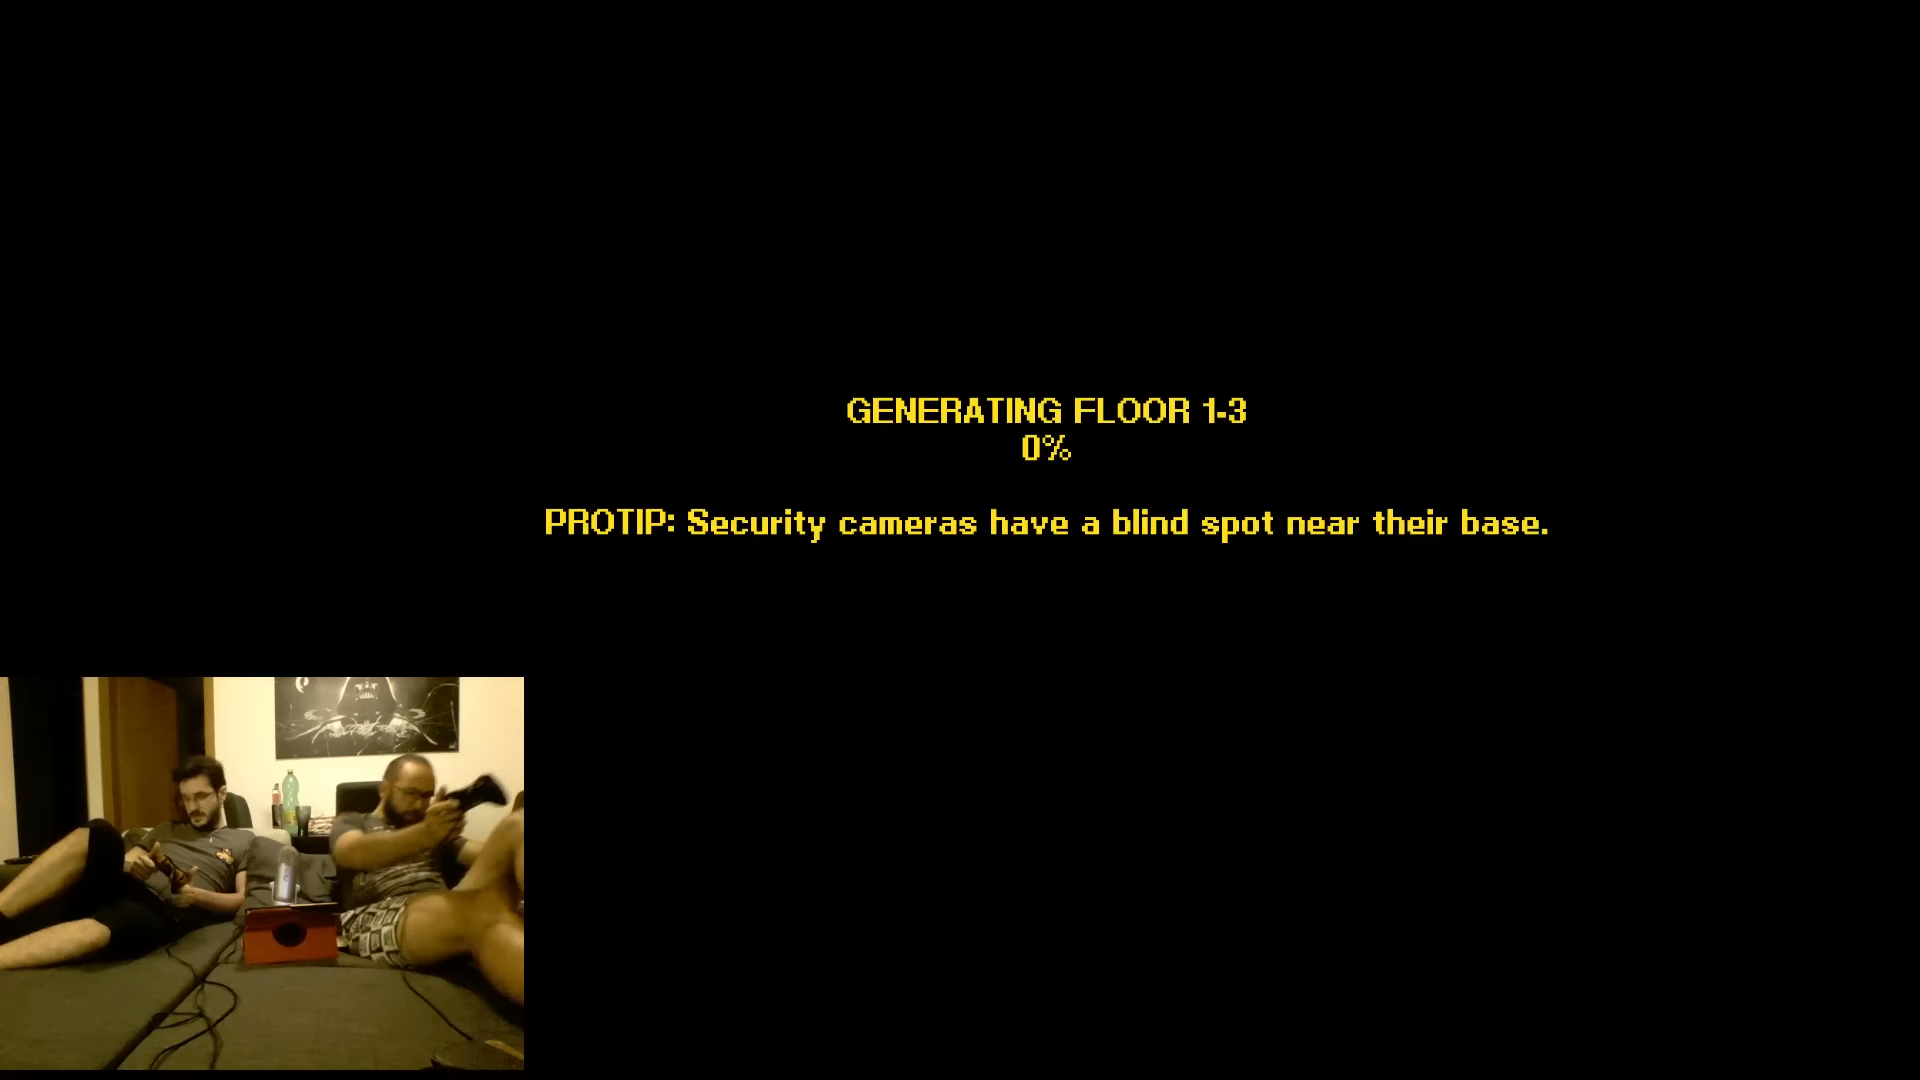 GENERATING FLOOR 1-3
0%
PROTIP: Security cameras have a blind spot near their base.